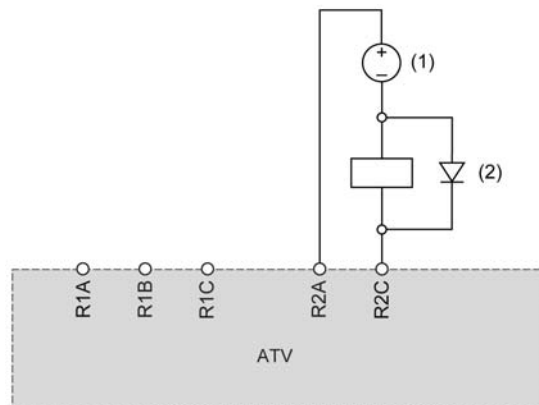 +
(1)
−
(2)
R1A
R1B
R1C
R2A
R2C
ATV